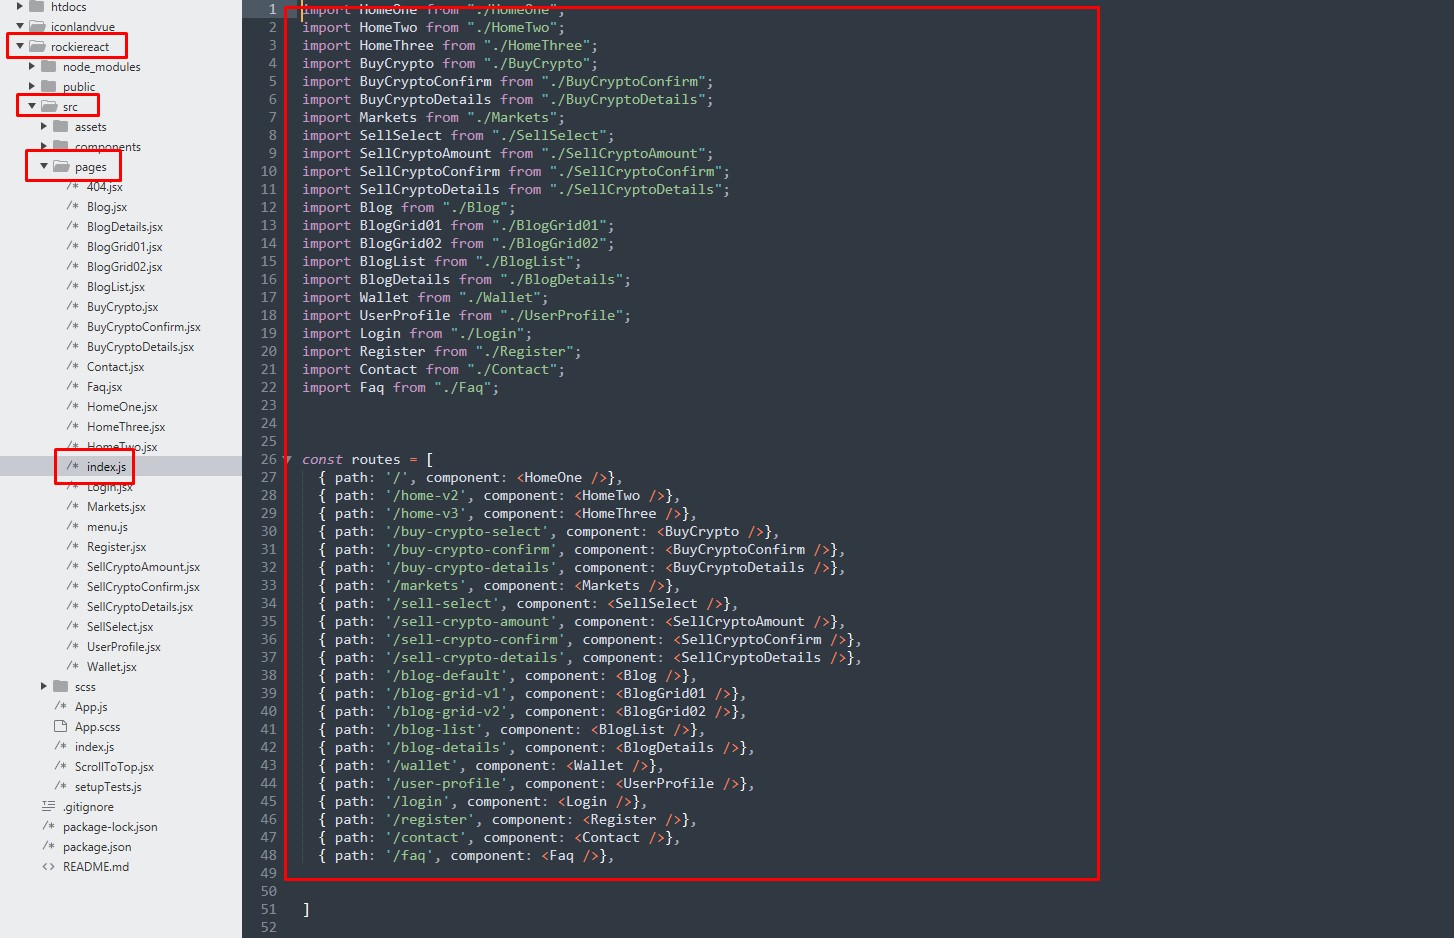 htdocs
iconlandvue
rockiereact
node_modules
public
src
assets
components
pages
/* 404.jsx
/* Blog.jsx
/* BlogDetails.jsx
/* BlogGrid01.jsx
/* BlogGrid02.jsx
/* BlogList.jsx
/* BuyCrypto.jsx
/* BuyCryptoConfirm.jsx
/* BuyCryptoDetails.jsx
/* Contact.jsx
/* Faq.jsx
/* HomeOne.jsx
/* HomeThree.jsx
/* HomeTwo.jsx
/* index.js
/* Login.jsx
/* Markets.jsx
/* menu.js
/* Register.jsx
/* SellCryptoAmount.jsx
/* SellCryptoConfirm.jsx
/* SellCryptoDetails.jsx
/* SellSelect.jsx
/* UserProfile.jsx
/* Wallet.jsx
scss
/* App.js
App.scss
/* index.js
/* ScrollToTop.jsx
/* setupTests.js
.gitignore
/* package-lock.json
/* package.json
<> README.md
1 import HomeOne from "./HomeOne";
2 import HomeTwo from "./HomeTwo";
3 import HomeThree from "./HomeThree";
4 import BuyCrypto from "./BuyCrypto";
5 import BuyCryptoConfirm from "./BuyCryptoConfirm";
6 import BuyCryptoDetails from "./BuyCryptoDetails";
7 import Markets from "./Markets";
8 import SellSelect from "./SellSelect";
9 import SellCryptoAmount from "./SellCryptoAmount";
10 import SellCryptoConfirm from "./SellCryptoConfirm";
11 import SellCryptoDetails from "./SellCryptoDetails";
12 import Blog from "./Blog";
13 import BlogGrid01 from "./BlogGrid01";
14 import BlogGrid02 from "./BlogGrid02";
15 import BlogList from "./BlogList";
16 import BlogDetails from "./BlogDetails";
17 import Wallet from "./Wallet";
18 import UserProfile from "./UserProfile";
19 import Login from "./Login";
20 import Register from "./Register";
21 import Contact from "./Contact";
22 import Faq from "./Faq";
23
24
25
26 const routes = [
27 { path: '/', component: <HomeOne />},
28 { path: '/home-v2', component: <HomeTwo />},
29 { path: '/home-v3', component: <HomeThree />},
30 { path: '/buy-crypto-select', component: <BuyCrypto />},
31 { path: '/buy-crypto-confirm', component: <BuyCryptoConfirm />},
32 { path: '/buy-crypto-details', component: <BuyCryptoDetails />},
33 { path: '/markets', component: <Markets />},
34 { path: '/sell-select', component: <SellSelect />},
35 { path: '/sell-crypto-amount', component: <SellCryptoAmount />},
36 { path: '/sell-crypto-confirm', component: <SellCryptoConfirm />},
37 { path: '/sell-crypto-details', component: <SellCryptoDetails />},
38 { path: '/blog-default', component: <Blog />},
39 { path: '/blog-grid-v1', component: <BlogGrid01 />},
40 { path: '/blog-grid-v2', component: <BlogGrid02 />},
41 { path: '/blog-list', component: <BlogList />},
42 { path: '/blog-details', component: <BlogDetails />},
43 { path: '/wallet', component: <Wallet />},
44 { path: '/user-profile', component: <UserProfile />},
45 { path: '/login', component: <Login />},
46 { path: '/register', component: <Register />},
47 { path: '/contact', component: <Contact />},
48 { path: '/faq', component: <Faq />},
49
50
51 ]
52